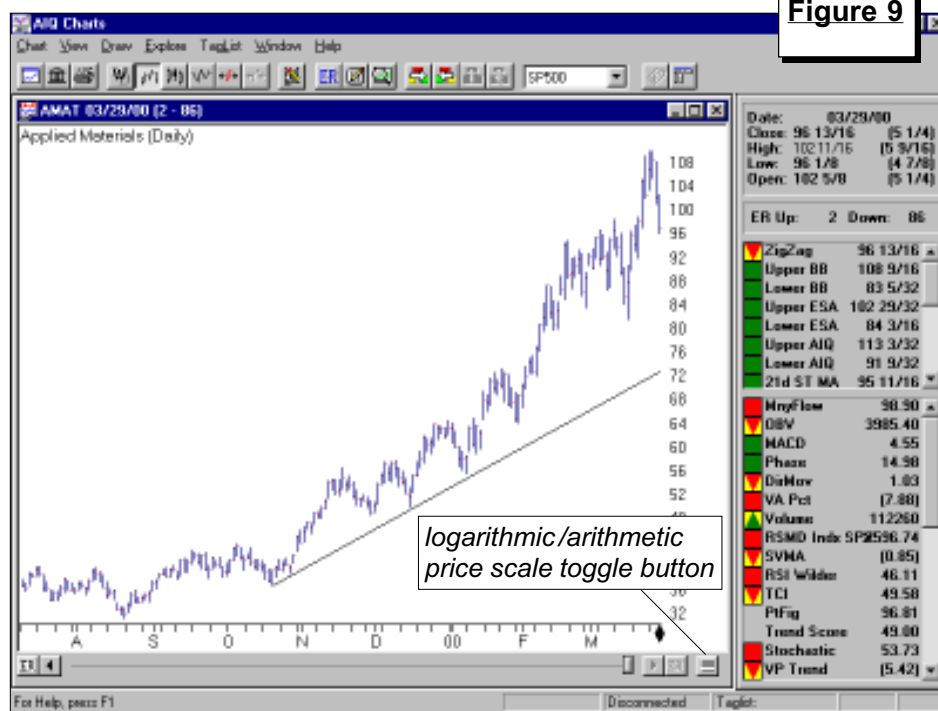 Figure 9
AIQ Charts
Chart View Draw Explore TagList Window Help
SP500
AMAT 03/29/00 (2 - 86)
Applied Materials (Daily)
108
104
100
96
92
88
84
80
76
72
68
64
60
56
52
32
logarithmic/arithmetic
price scale toggle button
A S O N D 00 F M
Date: 03/29/00
Close: 96 13/16 (5 1/4)
High: 102 11/16 (5 9/16)
Low: 96 1/8 (4 7/8)
Open: 102 5/8 (5 1/4)
ER Up: 2 Down: 86
ZigZag 96 13/16
Upper BB 108 9/16
Lower BB 83 5/32
Upper ESA 102 29/32
Lower ESA 84 3/16
Upper AIQ 113 3/32
Lower AIQ 91 9/32
21d ST MA 95 11/16
MnyFlow 98.90
OBV 3985.40
MACD 4.55
Phase 14.98
DirMov 1.03
VA Pct (7.88)
Volume 112260
RSMD Indx SP 2596.74
SVMA (0.85)
RSI Wilder 46.11
TCI 49.58
PtFig 96.81
Trend Score 49.00
Stochastic 53.73
VP Trend (5.42)
For Help, press F1
Disconnected
Taglist: